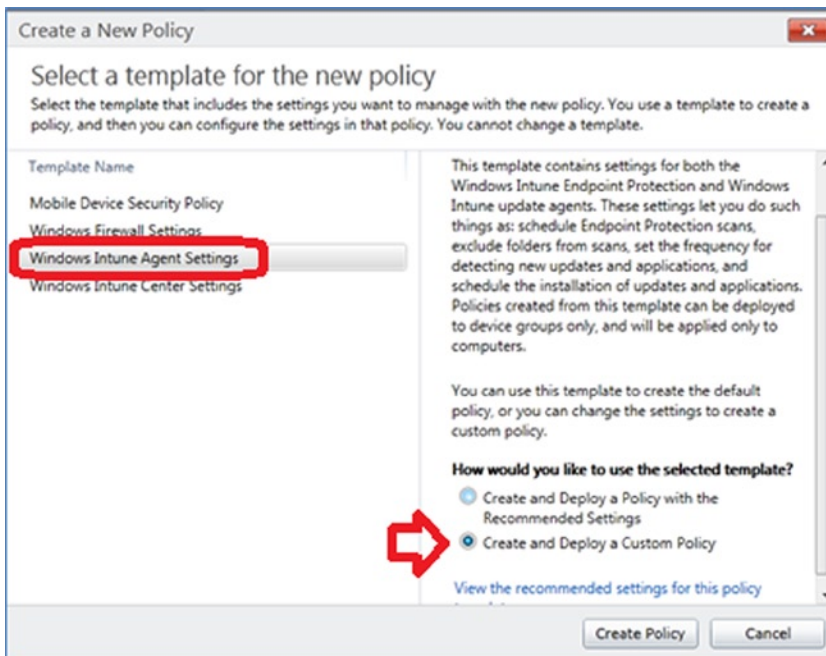 Create a New Policy
Select a template for the new policy
Select the template that includes the settings you want to manage with the new policy. You use a template to create a
policy, and then you can configure the settings in that policy. You cannot change a template.
Template Name
Mobile Device Security Policy
Windows Firewall Settings
Windows Intune Agent Settings
Windows Intune Center Settings
This template contains settings for both the
Windows Intune Endpoint Protection and Windows
Intune update agents. These settings let you do such
things as: schedule Endpoint Protection scans,
exclude folders from scans, set the frequency for
detecting new updates and applications, and
schedule the installation of updates and applications.
Policies created from this template can be deployed
to device groups only, and will be applied only to
computers.
You can use this template to create the default
policy, or you can change the settings to create a
custom policy.
How would you like to use the selected template?
Create and Deploy a Policy with the
Recommended Settings
Create and Deploy a Custom Policy
View the recommended settings for this policy
Create Policy
Cancel